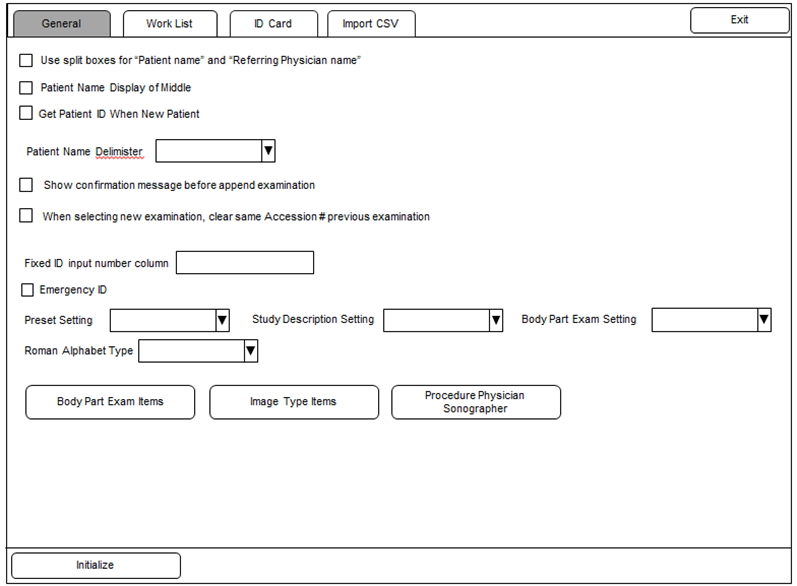 General Work List ID Card Import CSV Exit
Use split boxes for “Patient name” and “Referring Physician name”
Patient Name Display of Middle
Get Patient ID When New Patient
Patient Name Delimister
Show confirmation message before append examination
When selecting new examination, clear same Accession # previous examination
Fixed ID input number column
Emergency ID
Preset Setting Study Description Setting Body Part Exam Setting
Roman Alphabet Type
Body Part Exam Items Image Type Items Procedure Physician
Sonographer
Initialize